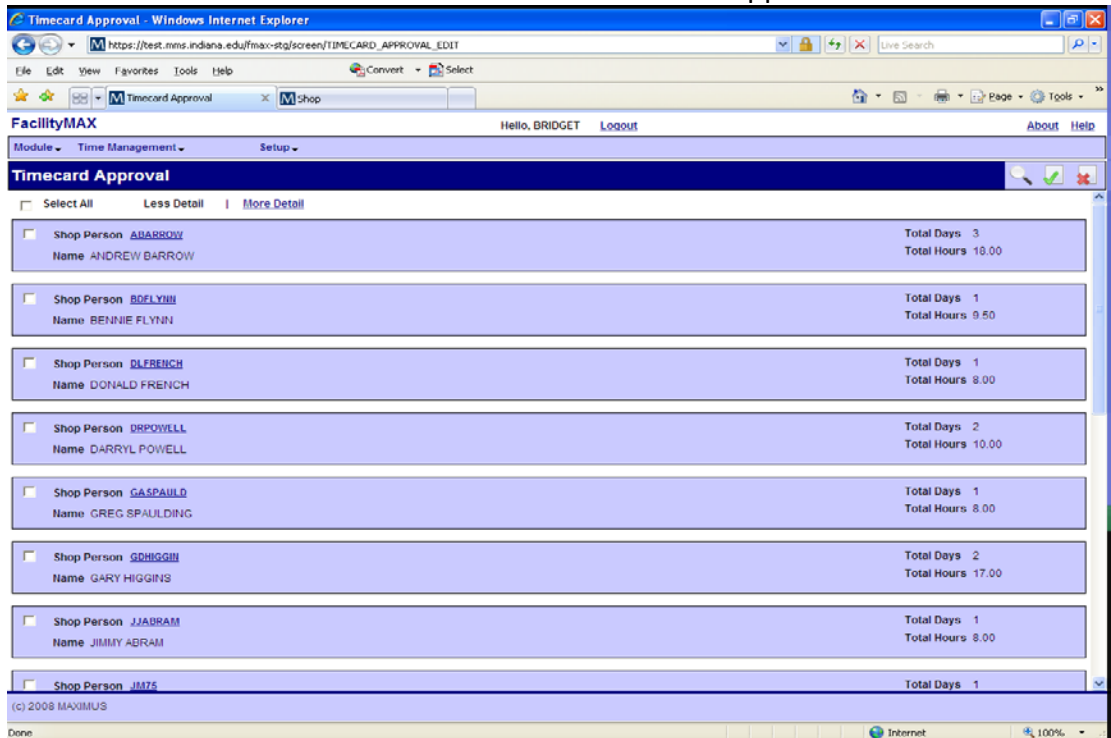 Timecard Approval - Windows Internet Explorer
https://test.mms.indiana.edu/fmax-stg/screen/TIMECARD_APPROVAL_EDIT Live Search
File Edit View Favorites Tools Help Convert Select
Timecard Approval Shop Page Tools
FacilityMAX Hello, BRIDGET Logout About Help
Module Time Management Setup
Timecard Approval
Select All Less Detail | More Detail
Shop Person ABARROW Total Days 3
Name ANDREW BARROW Total Hours 18.00
Shop Person BDFLYNN Total Days 1
Name BENNIE FLYNN Total Hours 9.50
Shop Person DLFRENCH Total Days 1
Name DONALD FRENCH Total Hours 8.00
Shop Person DRPOWELL Total Days 2
Name DARRYL POWELL Total Hours 10.00
Shop Person GASPAULD Total Days 1
Name GREG SPAULDING Total Hours 8.00
Shop Person GDHIGGIN Total Days 2
Name GARY HIGGINS Total Hours 17.00
Shop Person JJABRAM Total Days 1
Name JIMMY ABRAM Total Hours 8.00
Shop Person JM75 Total Days 1
(c) 2008 MAXIMUS
Done Internet 100%